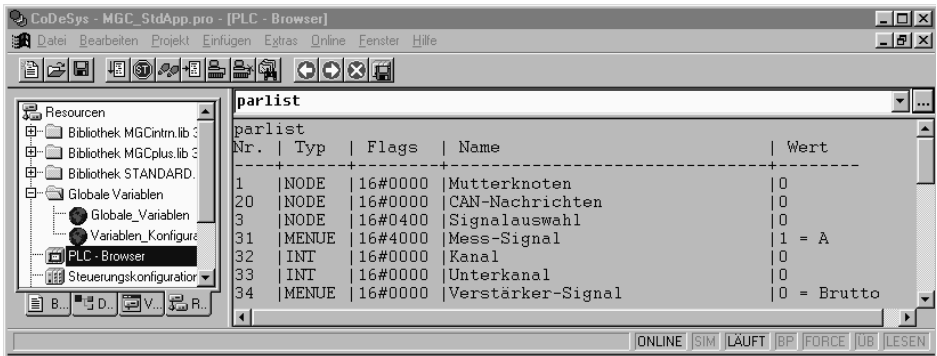 CoDeSys - MGC_StdApp.pro - [PLC - Browser]
Datei Bearbeiten Projekt Einfügen Extras Online Fenster Hilfe
parlist
...
Resourcen
Bibliothek MGCintrn.lib 3
Bibliothek MGCplus.lib 3
Bibliothek STANDARD.
Globale Variablen
Globale_Variablen
Variablen_Konfigura
PLC - Browser
Steuerungskonfiguration
B... D... V... R...
parlist
Nr. | Typ | Flags | Name | Wert
----+------+---------+-----------------------------+--------
1 |NODE |16#0000 |Mutterknoten |0
20 |NODE |16#0000 |CAN-Nachrichten |0
3 |NODE |16#0400 |Signalauswahl |0
31 |MENUE |16#4000 |Mess-Signal |1 = A
32 |INT |16#0000 |Kanal |0
33 |INT |16#0000 |Unterkanal |0
34 |MENUE |16#0000 |Verstärker-Signal |0 = Brutto
ONLINE SIM LÄUFT BP FORCE ÜB LESEN